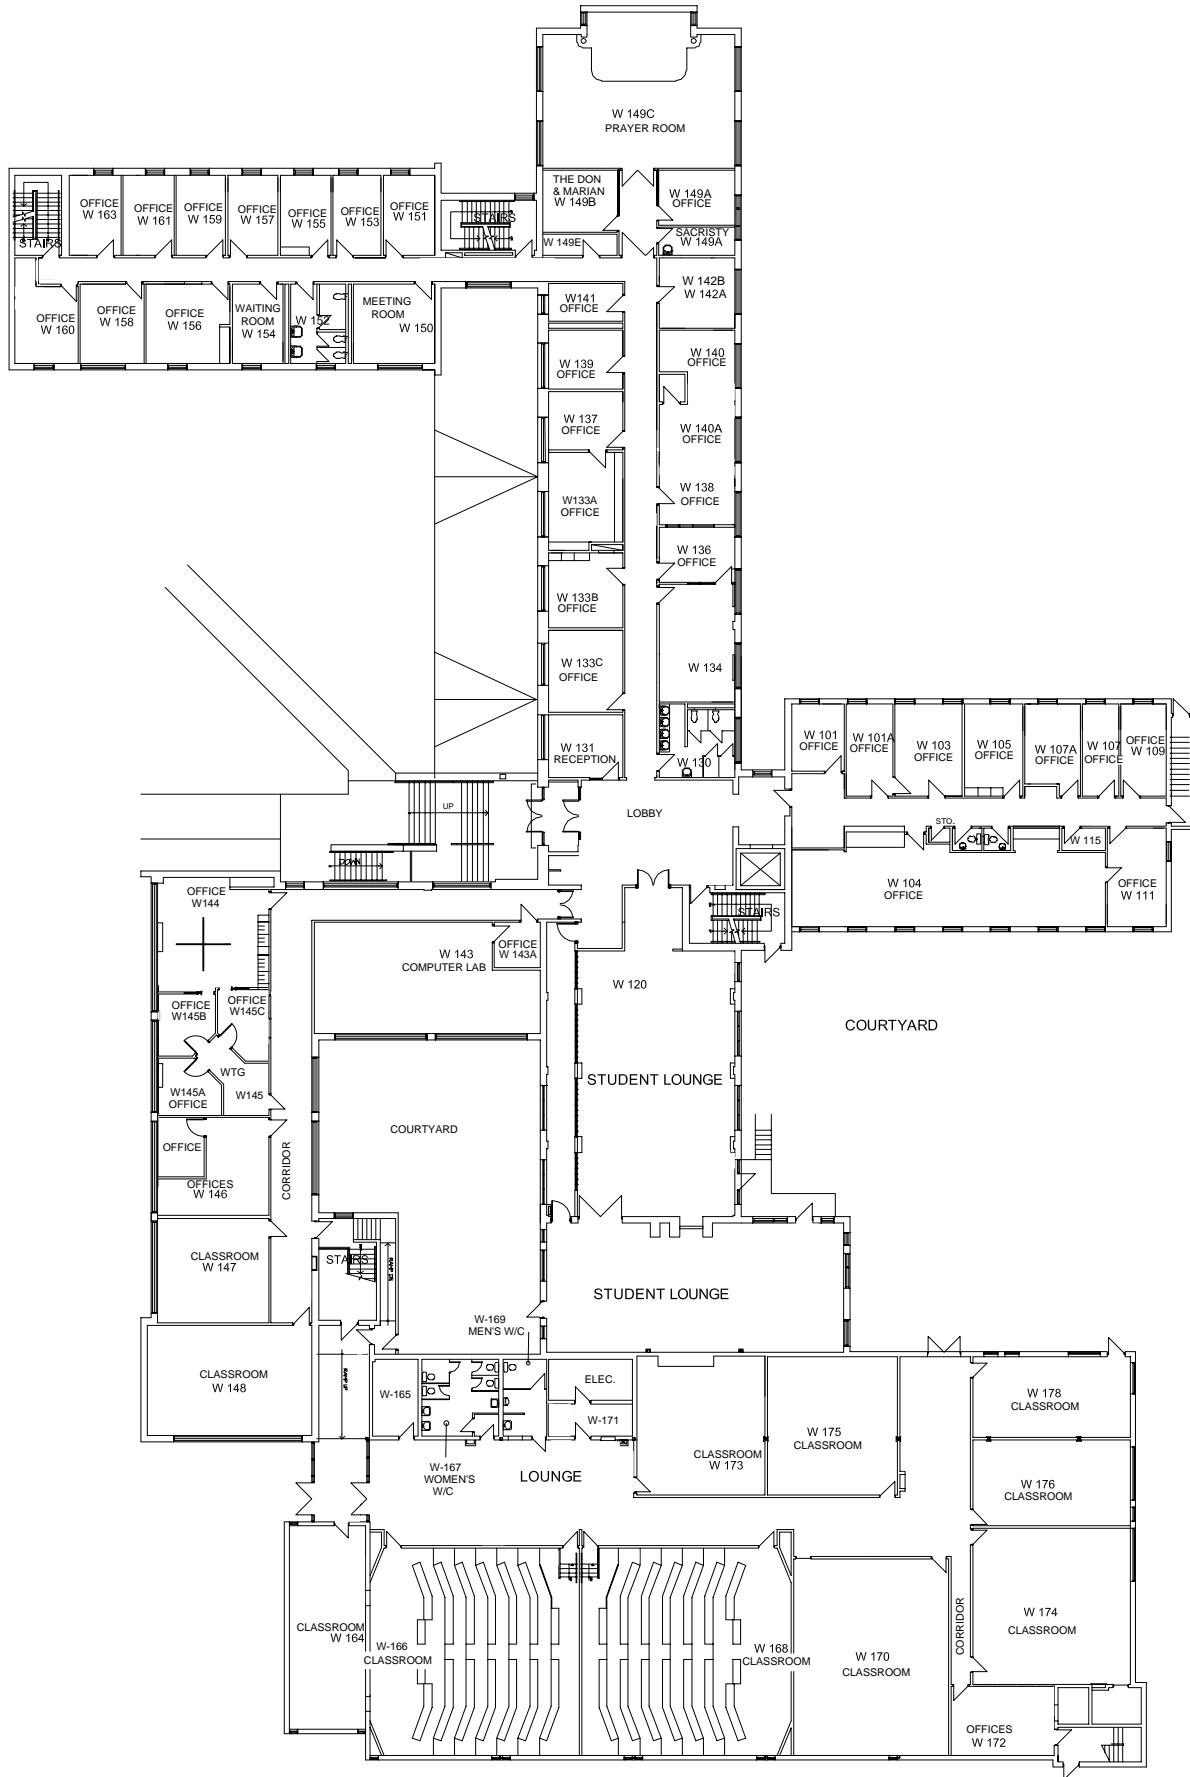 W 149C
PRAYER ROOM
THE DON
& MARIAN
W 149B
W 149A
OFFICE
SACRISTY
W 149A
W 149E
STAIRS
OFFICE
W 163
OFFICE
W 161
OFFICE
W 159
OFFICE
W 157
OFFICE
W 155
OFFICE
W 153
OFFICE
W 151
STAIRS
OFFICE
W 160
OFFICE
W 158
OFFICE
W 156
WAITING
ROOM
W 154
W 152
MEETING
ROOM
W 150
W141
OFFICE
W 142B
W 142A
W 139
OFFICE
W 140
OFFICE
W 137
OFFICE
W 140A
OFFICE
W133A
OFFICE
W 138
OFFICE
W 136
OFFICE
W 133B
OFFICE
W 133C
OFFICE
W 134
W 131
RECEPTION
W 130
W 101
OFFICE
W 101A
OFFICE
W 103
OFFICE
W 105
OFFICE
W 107A
OFFICE
W 107
OFFICE
OFFICE
W 109
UP
LOBBY
STO.
W 115
DOWN
W 104
OFFICE
OFFICE
W 111
OFFICE
W144
STAIRS
W 143
COMPUTER LAB
OFFICE
W 143A
W 120
OFFICE
W145B
OFFICE
W145C
COURTYARD
WTG
W145A
OFFICE
W145
STUDENT LOUNGE
COURTYARD
OFFICE
OFFICES
W 146
CORRIDOR
CLASSROOM
W 147
STAIRS
RAMP DN
STUDENT LOUNGE
W-169
MEN'S W/C
CLASSROOM
W 148
RAMP UP
W-165
ELEC.
W-171
W 178
CLASSROOM
W 175
CLASSROOM
CLASSROOM
W 173
W-167
WOMEN'S
W/C
LOUNGE
W 176
CLASSROOM
CLASSROOM
W 164
W-166
CLASSROOM
W 168
CLASSROOM
W 170
CLASSROOM
CORRIDOR
W 174
CLASSROOM
OFFICES
W 172